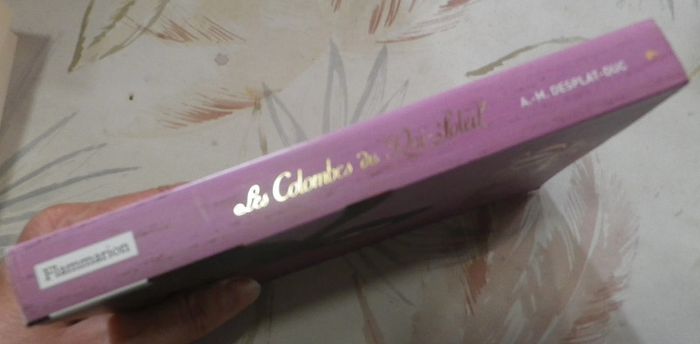 Les Colombes du Roi-Soleil
A.-M. DESPLAT-DUC
Flammarion